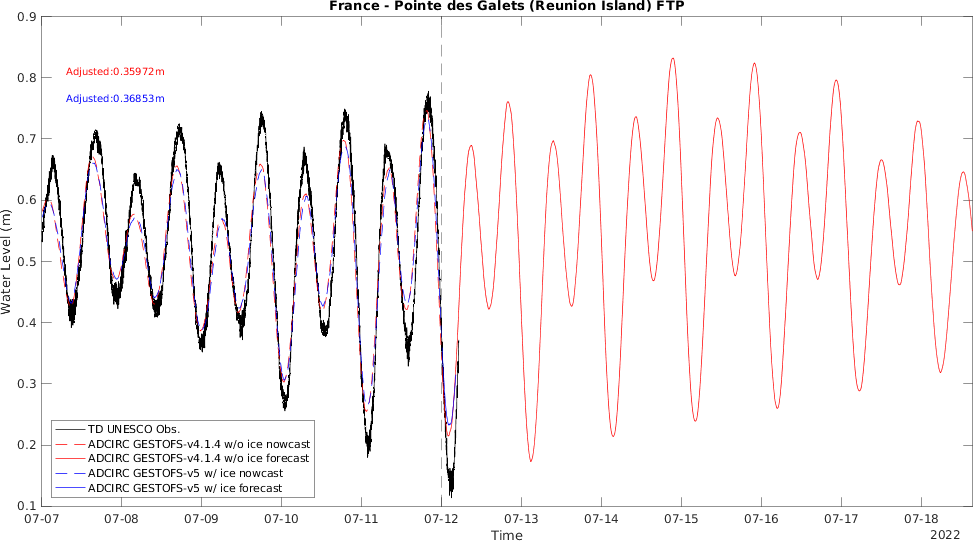 France - Pointe des Galets (Reunion Island) FTP
0.9
0.8
0.7
0.6
0.5
0.4
0.3
0.2
0.1
Water Level (m)
Adjusted:0.35972m
Adjusted:0.36853m
TD UNESCO Obs.
ADCIRC GESTOFS-v4.1.4 w/o ice nowcast
ADCIRC GESTOFS-v4.1.4 w/o ice forecast
ADCIRC GESTOFS-v5 w/ ice nowcast
ADCIRC GESTOFS-v5 w/ ice forecast
07-07 07-08 07-09 07-10 07-11 07-12 07-13 07-14 07-15 07-16 07-17 07-18
Time
2022